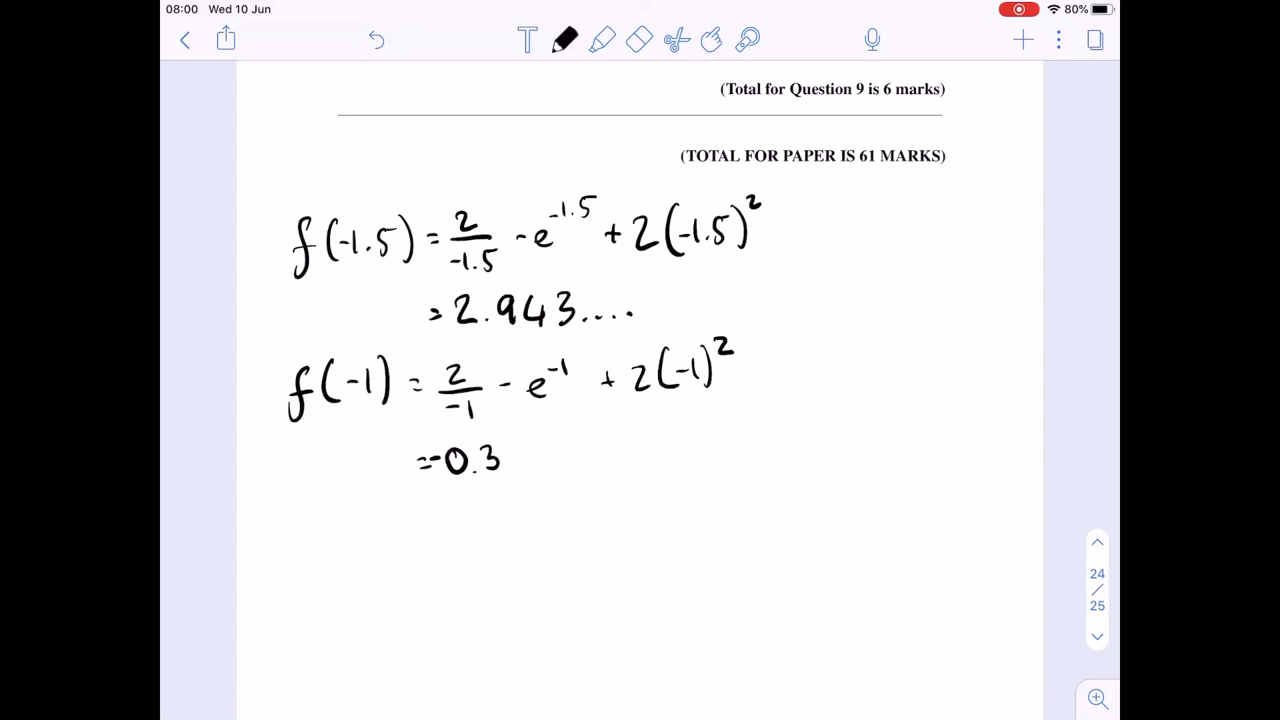 08:00 Wed 10 Jun 80%
T
(Total for Question 9 is 6 marks)
(TOTAL FOR PAPER IS 61 MARKS)
f(-1.5) = 2/-1.5 - e^-1.5 + 2(-1.5)^2
= 2.943....
f(-1) = 2/-1 - e^-1 + 2(-1)^2
= -0.3
24
/
25